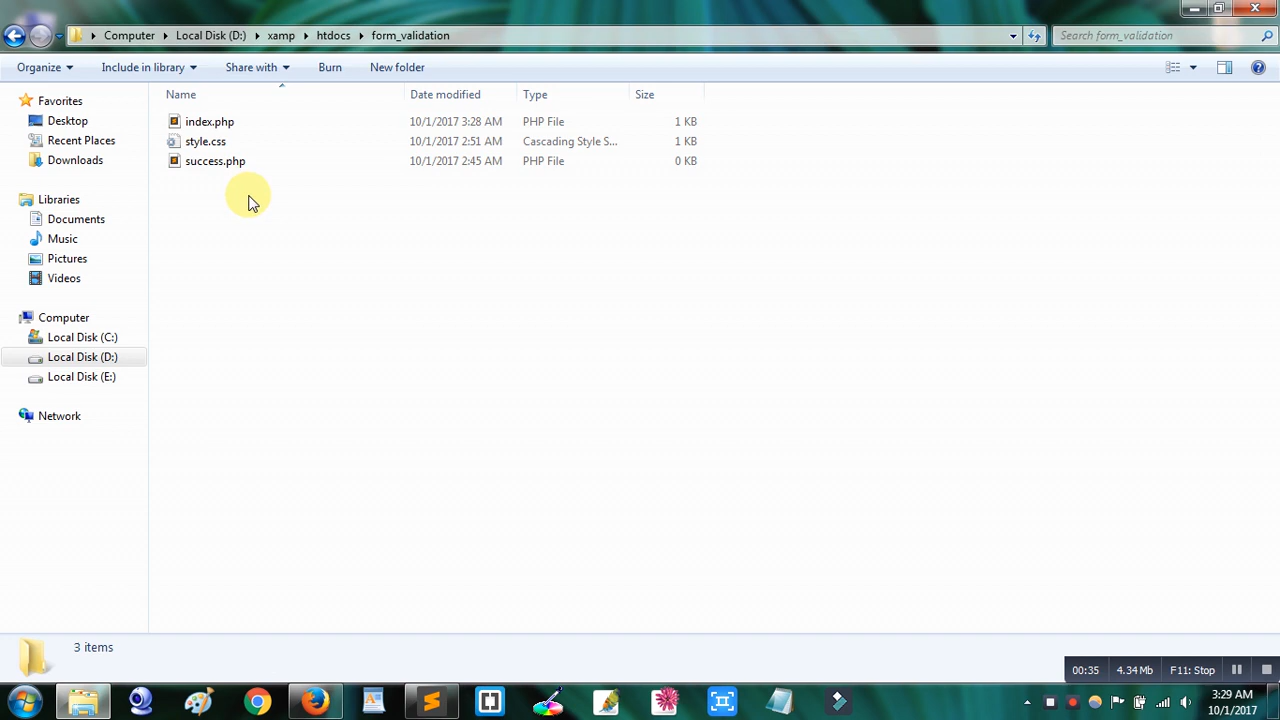 Computer Local Disk (D:) xamp htdocs form_validation Search form_validation
Organize Include in library Share with Burn New folder
Name Date modified Type Size
Favorites
Desktop
Recent Places
Downloads
Libraries
Documents
Music
Pictures
Videos
Computer
Local Disk (C:)
Local Disk (D:)
Local Disk (E:)
Network
index.php 10/1/2017 3:28 AM PHP File 1 KB
style.css 10/1/2017 2:51 AM Cascading Style S... 1 KB
success.php 10/1/2017 2:45 AM PHP File 0 KB
3 items
00:35 4.34 Mb F11: Stop
3:29 AM
10/1/2017